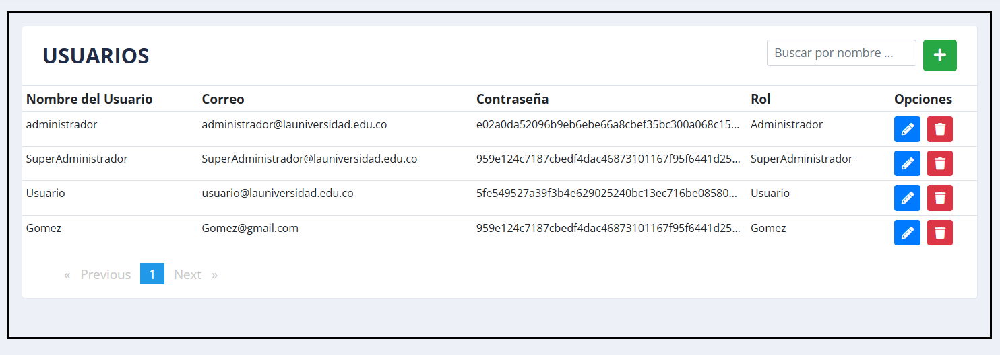 USUARIOS
Buscar por nombre ...
Nombre del Usuario Correo Contraseña Rol Opciones
administrador administrador@launiversidad.edu.co e02a0da52096b9eb6ebe66a8cbef35bc300a068c15... Administrador
SuperAdministrador SuperAdministrador@launiversidad.edu.co 959e124c7187cbedf4dac46873101167f95f6441d25... SuperAdministrador
Usuario usuario@launiversidad.edu.co 5fe549527a39f3b4e629025240bc13ec716be08580... Usuario
Gomez Gomez@gmail.com 959e124c7187cbedf4dac46873101167f95f6441d25... Gomez
« Previous 1 Next »